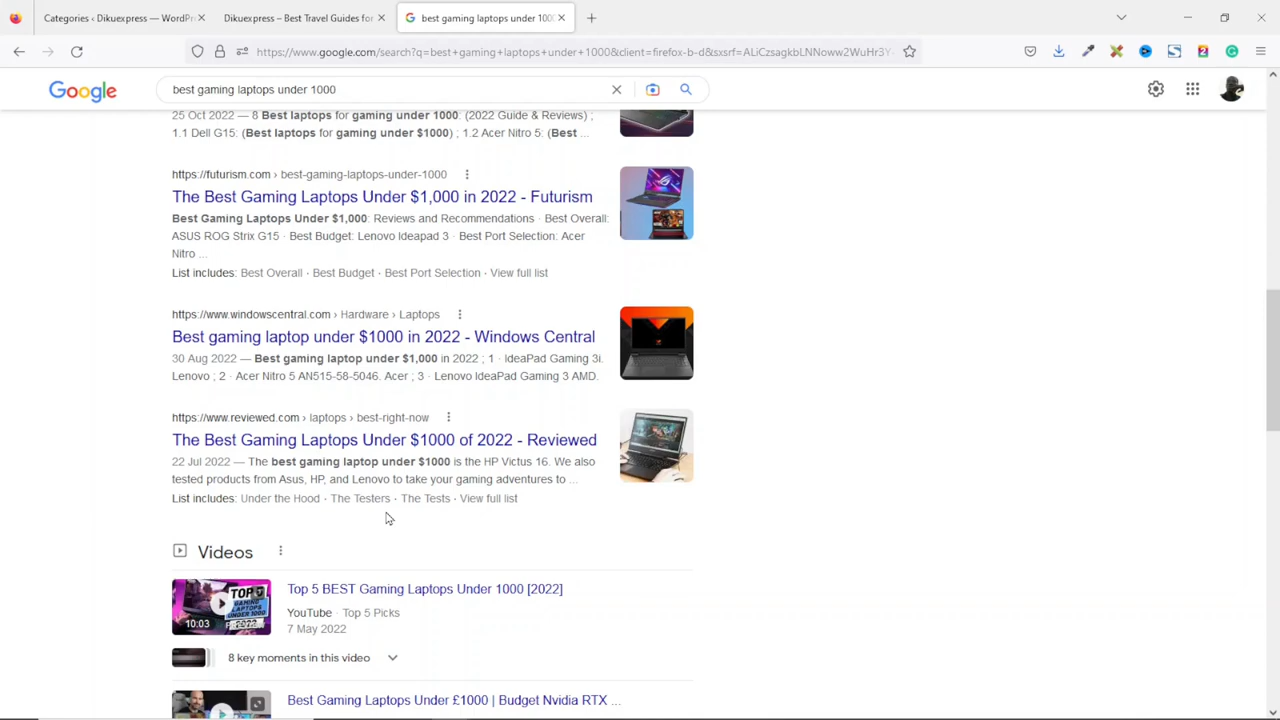 Categories ‹ Dikuexpress — WordPr
Dikuexpress – Best Travel Guides for
best gaming laptops under 100
https://www.google.com/search?q=best+gaming+laptops+under+1000&client=firefox-b-d&sxsrf=ALiCzsagkbLNNoww2WuHr3Y
Google
best gaming laptops under 1000
25 Oct 2022 — 8 Best laptops for gaming under 1000: (2022 Guide & Reviews) ;
1.1 Dell G15: (Best laptops for gaming under $1000) ; 1.2 Acer Nitro 5: (Best ...
https://futurism.com › best-gaming-laptops-under-1000
The Best Gaming Laptops Under $1,000 in 2022 - Futurism
Best Gaming Laptops Under $1,000: Reviews and Recommendations · Best Overall:
ASUS ROG Strix G15 · Best Budget: Lenovo Ideapad 3 · Best Port Selection: Acer
Nitro ...
List includes: Best Overall · Best Budget · Best Port Selection · View full list
https://www.windowscentral.com › Hardware › Laptops
Best gaming laptop under $1000 in 2022 - Windows Central
30 Aug 2022 — Best gaming laptop under $1,000 in 2022 ; 1 · IdeaPad Gaming 3i.
Lenovo ; 2 · Acer Nitro 5 AN515-58-5046. Acer ; 3 · Lenovo IdeaPad Gaming 3 AMD.
https://www.reviewed.com › laptops › best-right-now
The Best Gaming Laptops Under $1000 of 2022 - Reviewed
22 Jul 2022 — The best gaming laptop under $1000 is the HP Victus 16. We also
tested products from Asus, HP, and Lenovo to take your gaming adventures to ...
List includes: Under the Hood · The Testers · The Tests · View full list
Videos
TOP 5
GAMING
LAPTOPS
UNDER 1000
2022
10:03
Top 5 BEST Gaming Laptops Under 1000 [2022]
YouTube · Top 5 Picks
7 May 2022
8 key moments in this video
Best Gaming Laptops Under £1000 | Budget Nvidia RTX ...